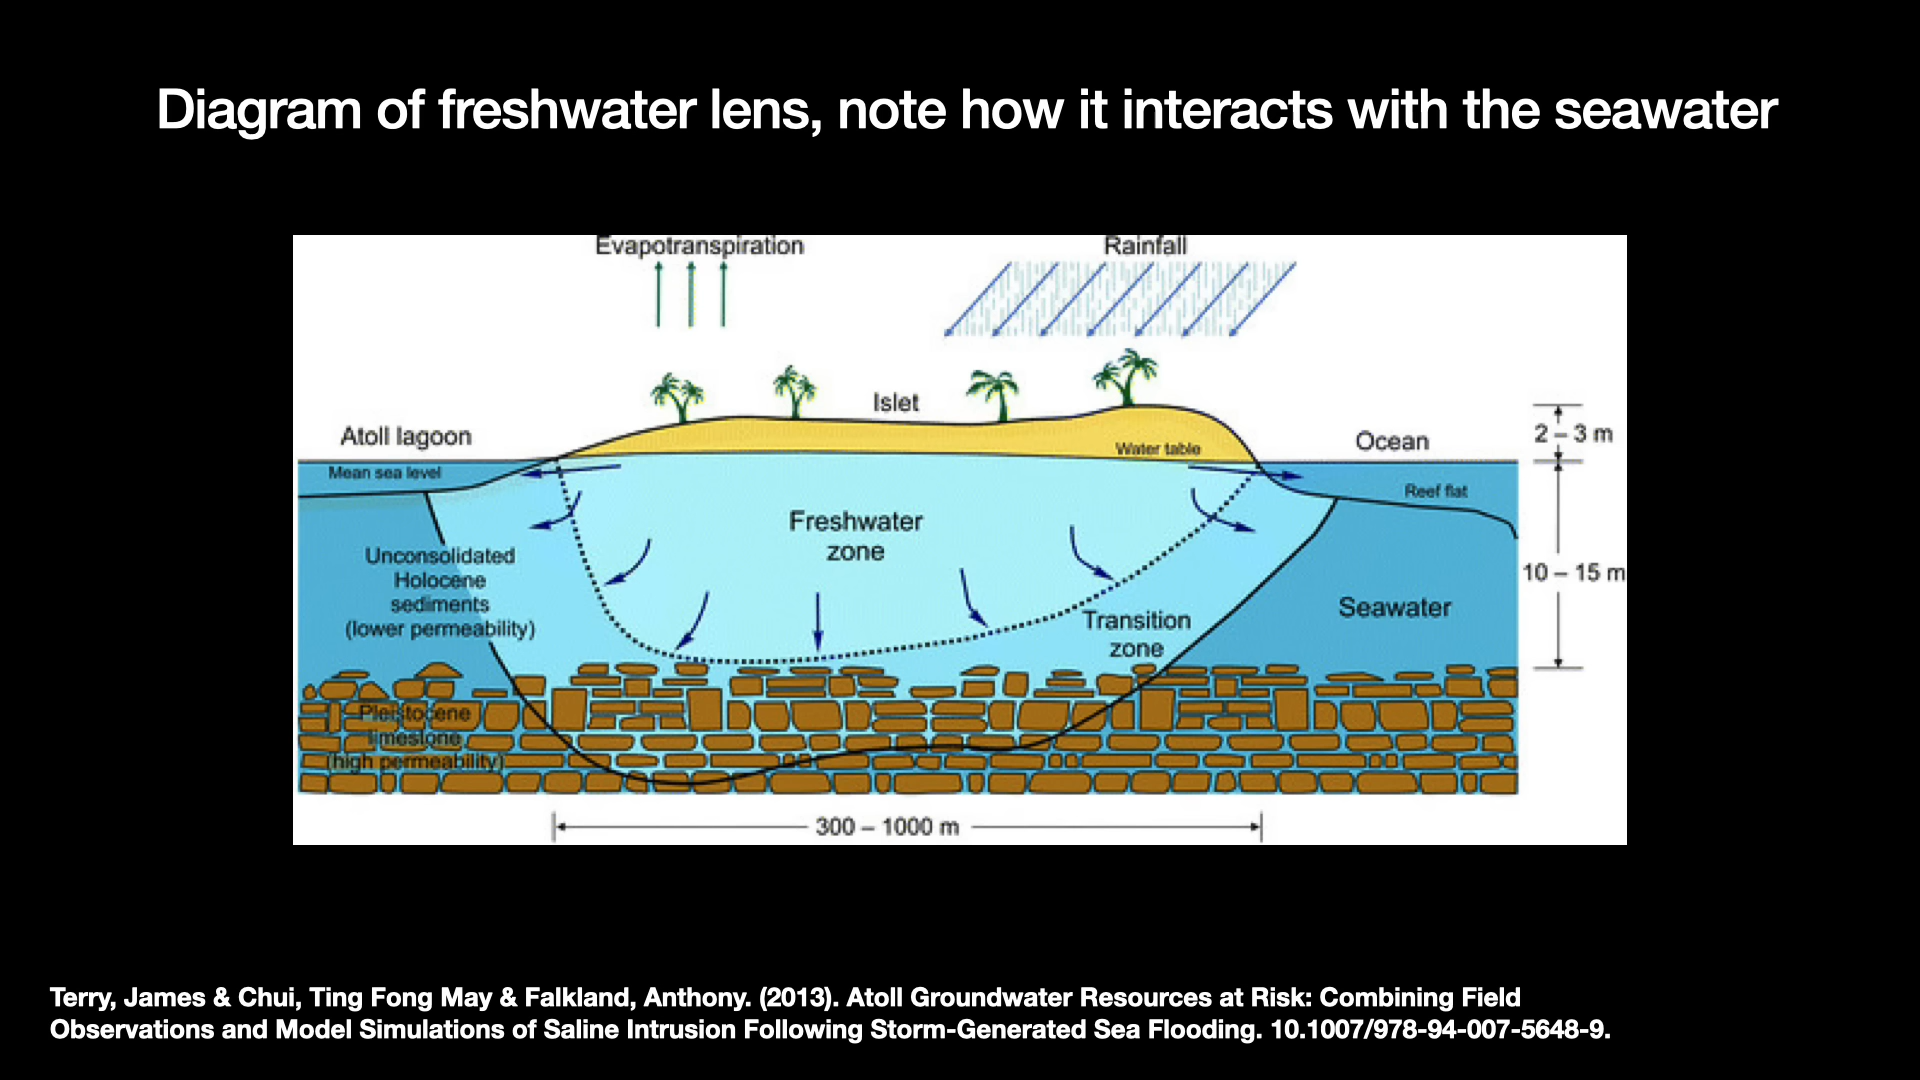 Diagram of freshwater lens, note how it interacts with the seawater
Evapotranspiration
Rainfall
Islet
Atoll lagoon
Water table
Ocean
2 – 3 m
Mean sea level
Reef flat
Freshwater
zone
Unconsolidated
Holocene
sediments
(lower permeability)
10 – 15 m
Seawater
Transition
zone
Pleistocene
limestone
(high permeability)
300 – 1000 m
Terry, James & Chui, Ting Fong May & Falkland, Anthony. (2013). Atoll Groundwater Resources at Risk: Combining Field
Observations and Model Simulations of Saline Intrusion Following Storm-Generated Sea Flooding. 10.1007/978-94-007-5648-9.